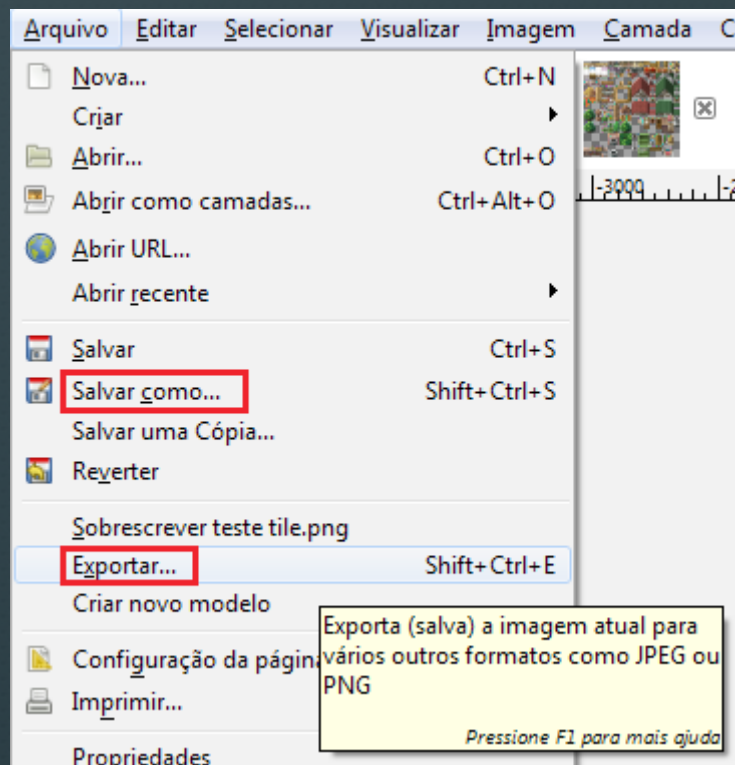 Arquivo Editar Selecionar Visualizar Imagem Camada C
Nova... Ctrl+N
Criar
Abrir... Ctrl+O
Abrir como camadas... Ctrl+Alt+O
-3000
Abrir URL...
Abrir recente
Salvar Ctrl+S
Salvar como... Shift+Ctrl+S
Salvar uma Cópia...
Reverter
Sobrescrever teste tile.png
Exportar... Shift+Ctrl+E
Criar novo modelo
Exporta (salva) a imagem atual para
vários outros formatos como JPEG ou
PNG
Pressione F1 para mais ajuda
Configuração da página
Imprimir...
Propriedades